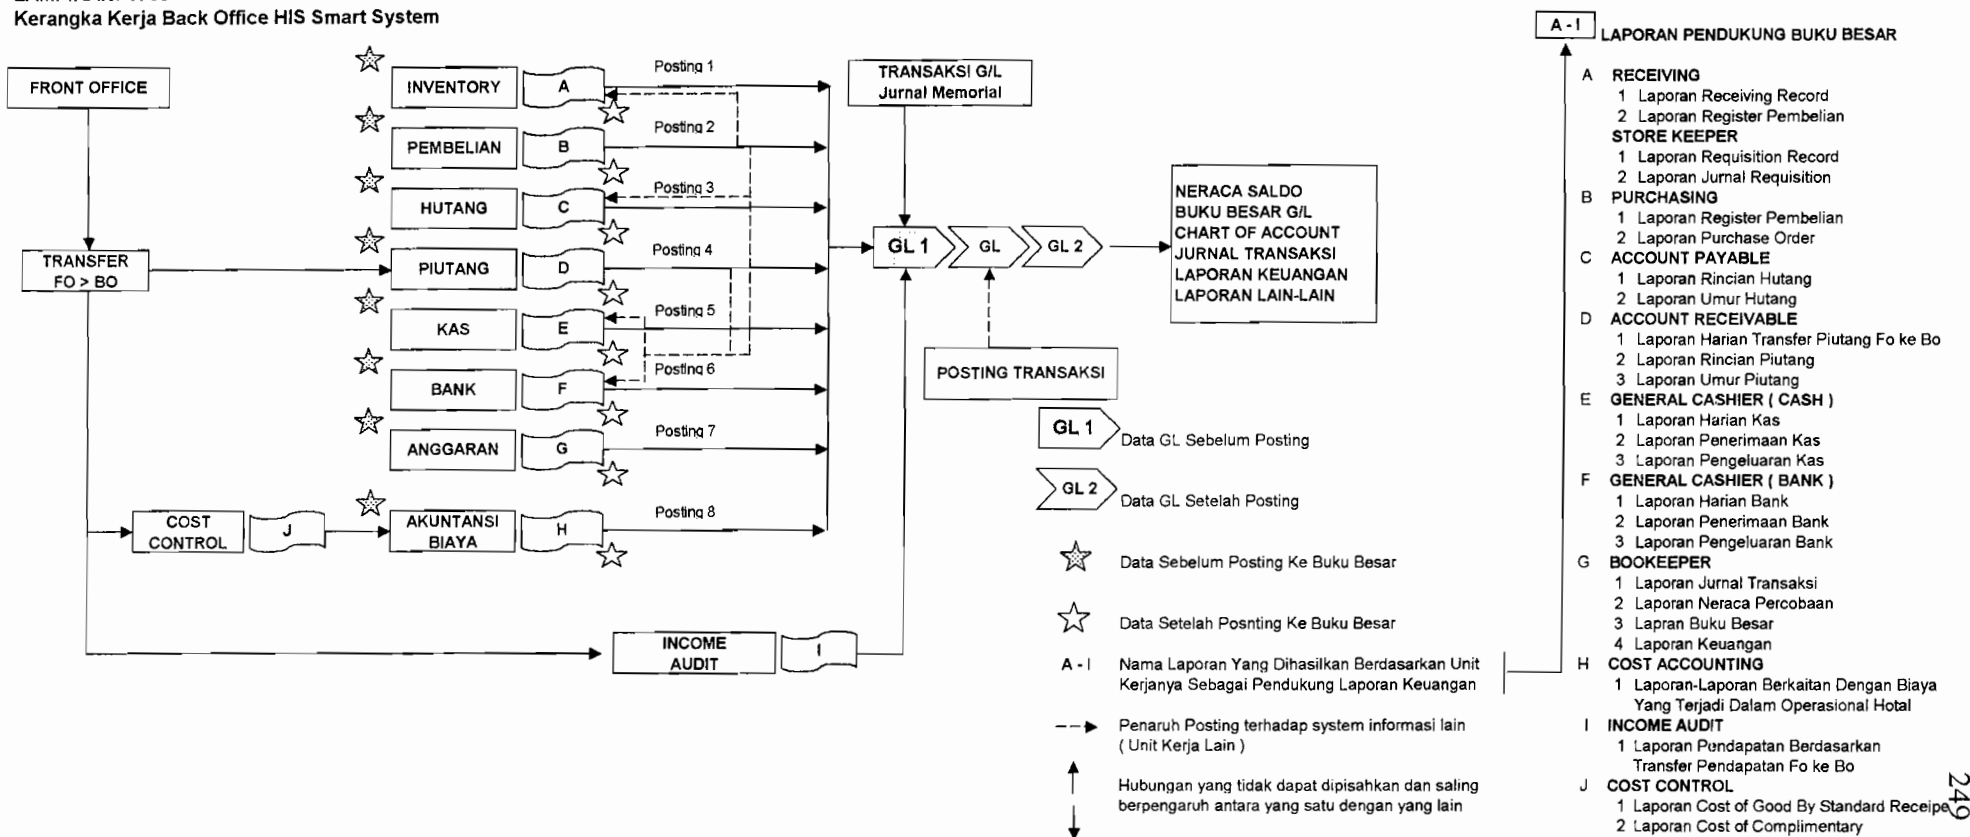 Kerangka Kerja Back Office HIS Smart System
FRONT OFFICE
TRANSFER
FO > BO
INVENTORY
A
Posting 1
PEMBELIAN
B
Posting 2
HUTANG
C
Posting 3
PIUTANG
D
Posting 4
KAS
E
Posting 5
BANK
F
Posting 6
ANGGARAN
G
Posting 7
COST
CONTROL
J
AKUNTANSI
BIAYA
H
Posting 8
INCOME
AUDIT
I
TRANSAKSI G/L
Jurnal Memorial
GL 1
GL
GL 2
NERACA SALDO
BUKU BESAR G/L
CHART OF ACCOUNT
JURNAL TRANSAKSI
LAPORAN KEUANGAN
LAPORAN LAIN-LAIN
POSTING TRANSAKSI
GL 1
Data GL Sebelum Posting
GL 2
Data GL Setelah Posting
Data Sebelum Posting Ke Buku Besar
Data Setelah Posnting Ke Buku Besar
A - I Nama Laporan Yang Dihasilkan Berdasarkan Unit
Kerjanya Sebagai Pendukung Laporan Keuangan
Penaruh Posting terhadap system informasi lain
( Unit Kerja Lain )
Hubungan yang tidak dapat dipisahkan dan saling
berpengaruh antara yang satu dengan yang lain
A - I LAPORAN PENDUKUNG BUKU BESAR
A RECEIVING
1 Laporan Receiving Record
2 Laporan Register Pembelian
STORE KEEPER
1 Laporan Requisition Record
2 Laporan Jurnal Requisition
B PURCHASING
1 Laporan Register Pembelian
2 Laporan Purchase Order
C ACCOUNT PAYABLE
1 Laporan Rincian Hutang
2 Laporan Umur Hutang
D ACCOUNT RECEIVABLE
1 Laporan Harian Transfer Piutang Fo ke Bo
2 Laporan Rincian Piutang
3 Laporan Umur Piutang
E GENERAL CASHIER ( CASH )
1 Laporan Harian Kas
2 Laporan Penerimaan Kas
3 Laporan Pengeluaran Kas
F GENERAL CASHIER ( BANK )
1 Laporan Harian Bank
2 Laporan Penerimaan Bank
3 Laporan Pengeluaran Bank
G BOOKEEPER
1 Laporan Jurnal Transaksi
2 Laporan Neraca Percobaan
3 Lapran Buku Besar
4 Laporan Keuangan
H COST ACCOUNTING
1 Laporan-Laporan Berkaitan Dengan Biaya
Yang Terjadi Dalam Operasional Hotal
I INCOME AUDIT
1 Laporan Pendapatan Berdasarkan
Transfer Pendapatan Fo ke Bo
J COST CONTROL
1 Laporan Cost of Good By Standard Receipe
2 Laporan Cost of Complimentary
249